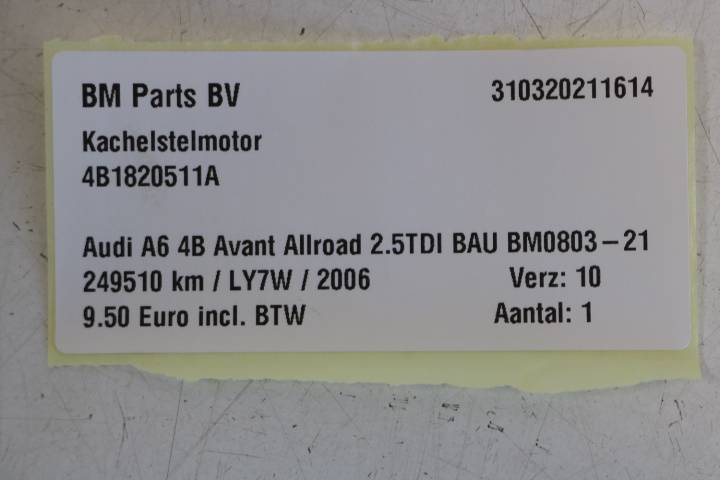 BM Parts BV 310320211614
Kachelstelmotor
4B1820511A
Audi A6 4B Avant Allroad 2.5TDI BAU BM0803-21
249510 km / LY7W / 2006 Verz: 10
9.50 Euro incl. BTW Aantal: 1